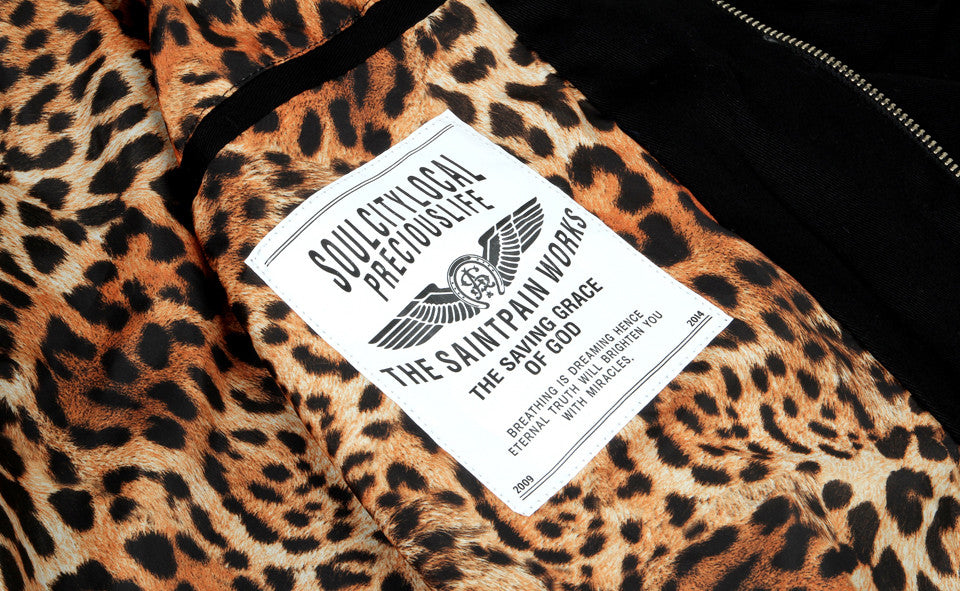 SOULCITYLOCAL
PRECIOUSLIFE
THE SAINTPAIN WORKS
THE SAVING GRACE
OF GOD
BREATHING IS DREAMING HENCE
ETERNAL TRUTH WILL BRIGHTEN YOU
WITH MIRACLES.
2009
2014